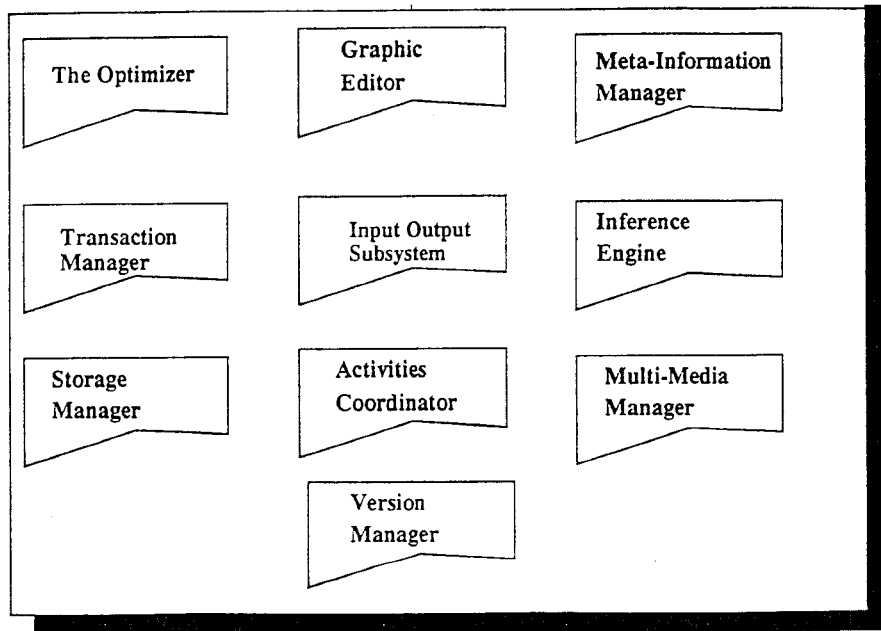 The Optimizer
Graphic
Editor
Meta-Information
Manager
Transaction
Manager
Input Output
Subsystem
Inference
Engine
Storage
Manager
Activities
Coordinator
Multi-Media
Manager
Version
Manager